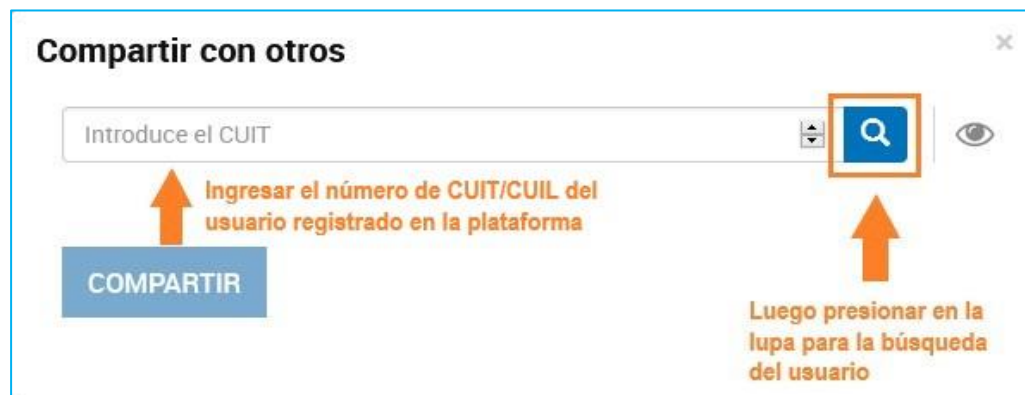 Compartir con otros
Introduce el CUIT
Ingresar el número de CUIT/CUIL del
usuario registrado en la plataforma
COMPARTIR
Luego presionar en la
lupa para la búsqueda
del usuario